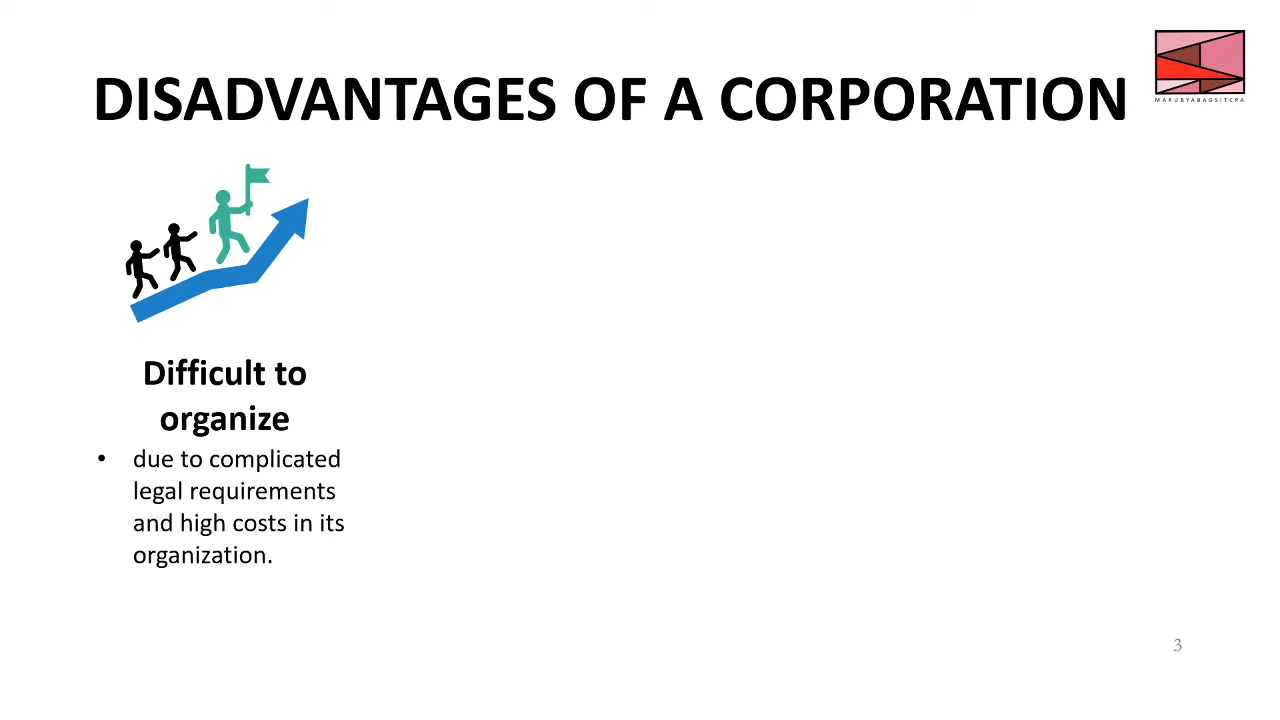 DISADVANTAGES OF A CORPORATION
MARUBYABAGSITCPA
Difficult to
organize
• due to complicated
legal requirements
and high costs in its
organization.
3